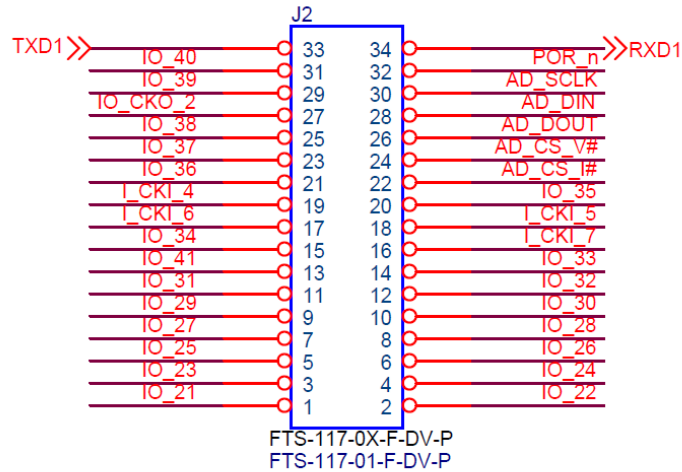 J2
TXD1 33 34 RXD1
IO_40 31 32 POR_n
IO_39 29 30 AD_SCLK
IO_CKO_2 27 28 AD_DIN
IO_38 25 26 AD_DOUT
IO_37 23 24 AD_CS_V#
IO_36 21 22 AD_CS_I#
I_CKI_4 19 20 IO_35
I_CKI_6 17 18 I_CKI_5
IO_34 15 16 I_CKI_7
IO_41 13 14 IO_33
IO_31 11 12 IO_32
IO_29 9 10 IO_30
IO_27 7 8 IO_28
IO_25 5 6 IO_26
IO_23 3 4 IO_24
IO_21 1 2 IO_22
FTS-117-0X-F-DV-P
FTS-117-01-F-DV-P